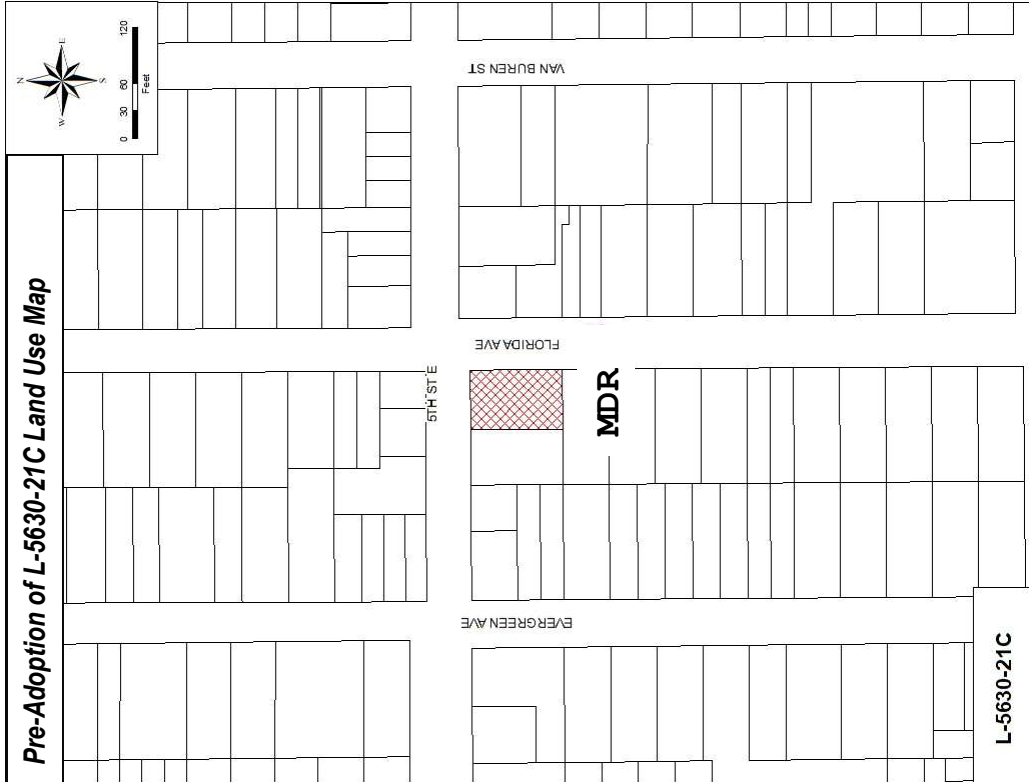 Pre-Adoption of L-5630-21C Land Use Map
N
E
S
W
0 30 60 120
Feet
VAN BUREN ST
FLORIDA AVE
5TH ST E
MDR
EVERGREEN AVE
L-5630-21C